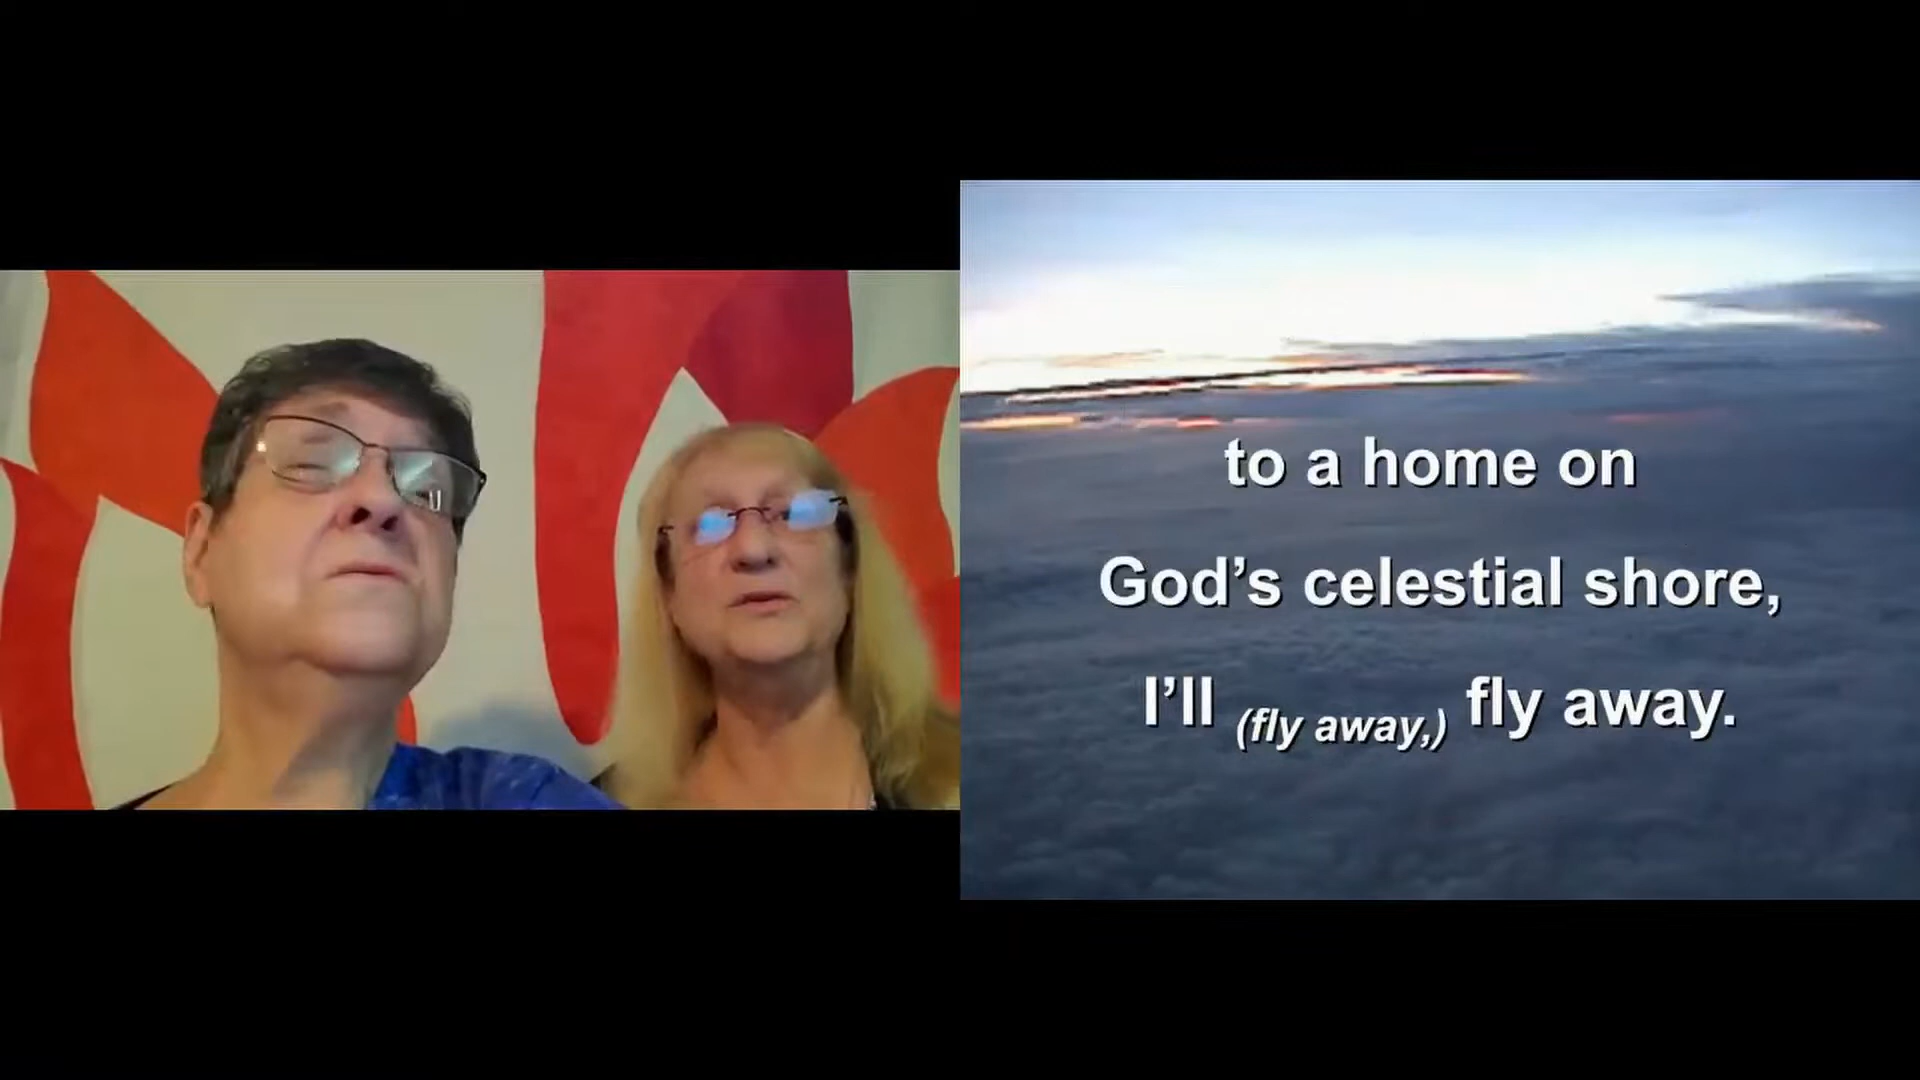 to a home on
God’s celestial shore,
I’ll (fly away,) fly away.